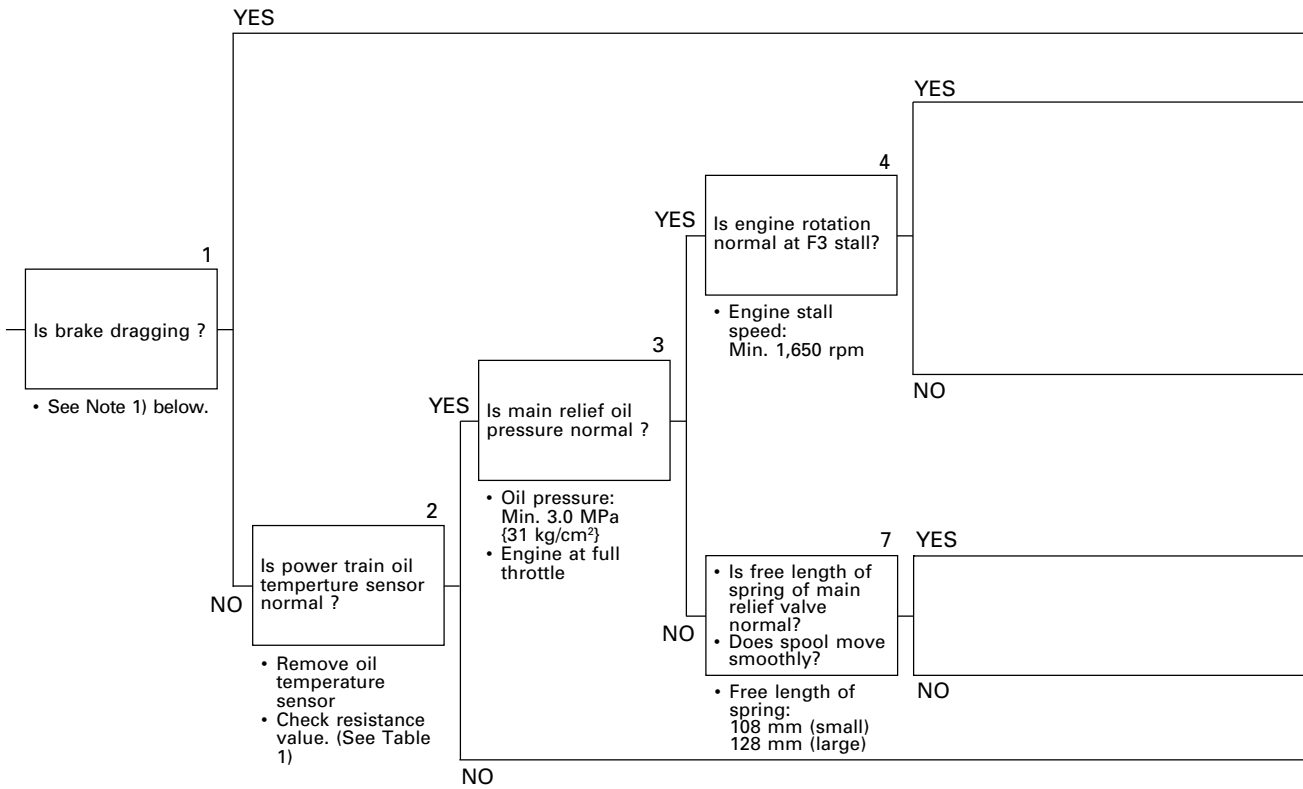 YES
1
Is brake dragging ?
• See Note 1) below.
NO
2
Is power train oil
temperture sensor
normal ?
• Remove oil
temperature
sensor
• Check resistance
value. (See Table
1)
YES
3
Is main relief oil
pressure normal ?
• Oil pressure:
Min. 3.0 MPa
{31 kg/cm²}
• Engine at full
throttle
NO
YES
4
Is engine rotation
normal at F3 stall?
• Engine stall
speed:
Min. 1,650 rpm
YES
NO
NO
7
• Is free length of
spring of main
relief valve
normal?
• Does spool move
smoothly?
• Free length of
spring:
108 mm (small)
128 mm (large)
YES
NO